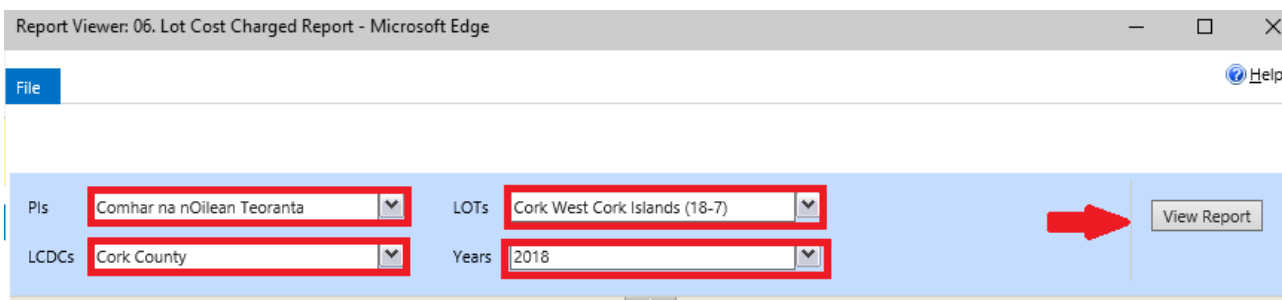 Report Viewer: 06. Lot Cost Charged Report - Microsoft Edge
File
Help
PIs Comhar na nOilean Teoranta LOTs Cork West Cork Islands (18-7) View Report
LCDCs Cork County Years 2018